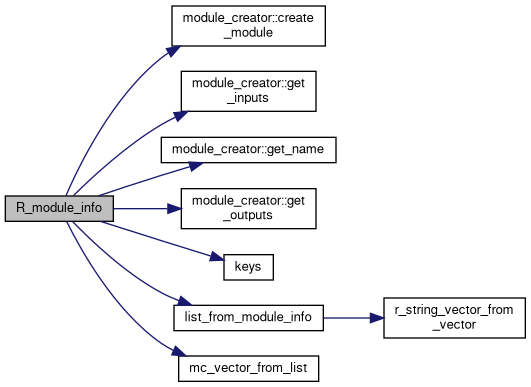 module_creator::create
_module
module_creator::get
_inputs
module_creator::get_name
R_module_info
module_creator::get
_outputs
keys
list_from_module_info
r_string_vector_from
_vector
mc_vector_from_list